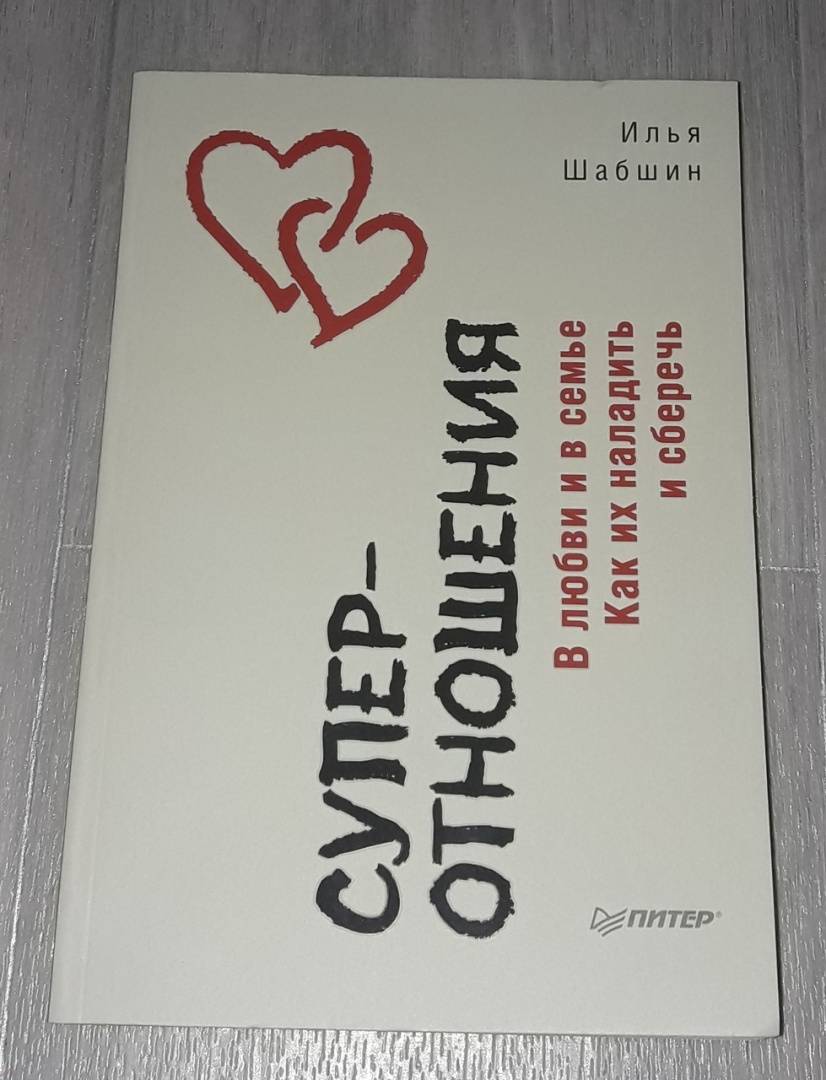 Илья
Шабшин
СУПЕР-
ОТНОШЕНИЯ
В любви и в семье
Как их наладить
и сберечь
ПИТЕР®